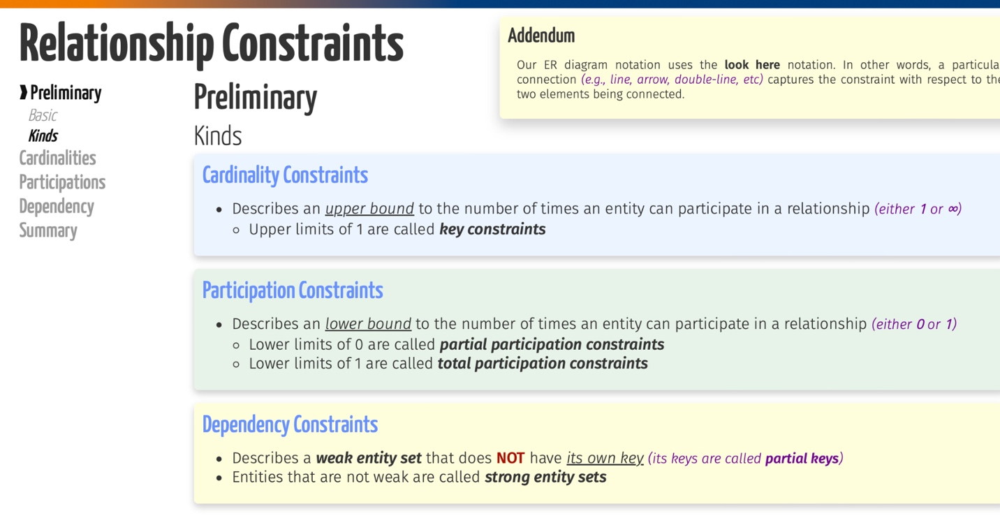 Relationship Constraints
Addendum
Our ER diagram notation uses the look here notation. In other words, a
connection (e.g., line, arrow, double-line, etc) captures the constraint with respect to
two elements being connected.
❱ Preliminary
Basic
Kinds
Cardinalities
Participations
Dependency
Summary
Preliminary
Kinds
Cardinality Constraints
• Describes an upper bound to the number of times an entity can participate in a relationship (either 1 or ∞)
◦ Upper limits of 1 are called key constraints
Participation Constraints
• Describes an lower bound to the number of times an entity can participate in a relationship (either 0 or 1)
◦ Lower limits of 0 are called partial participation constraints
◦ Lower limits of 1 are called total participation constraints
Dependency Constraints
• Describes a weak entity set that does NOT have its own key (its keys are called partial keys)
• Entities that are not weak are called strong entity sets